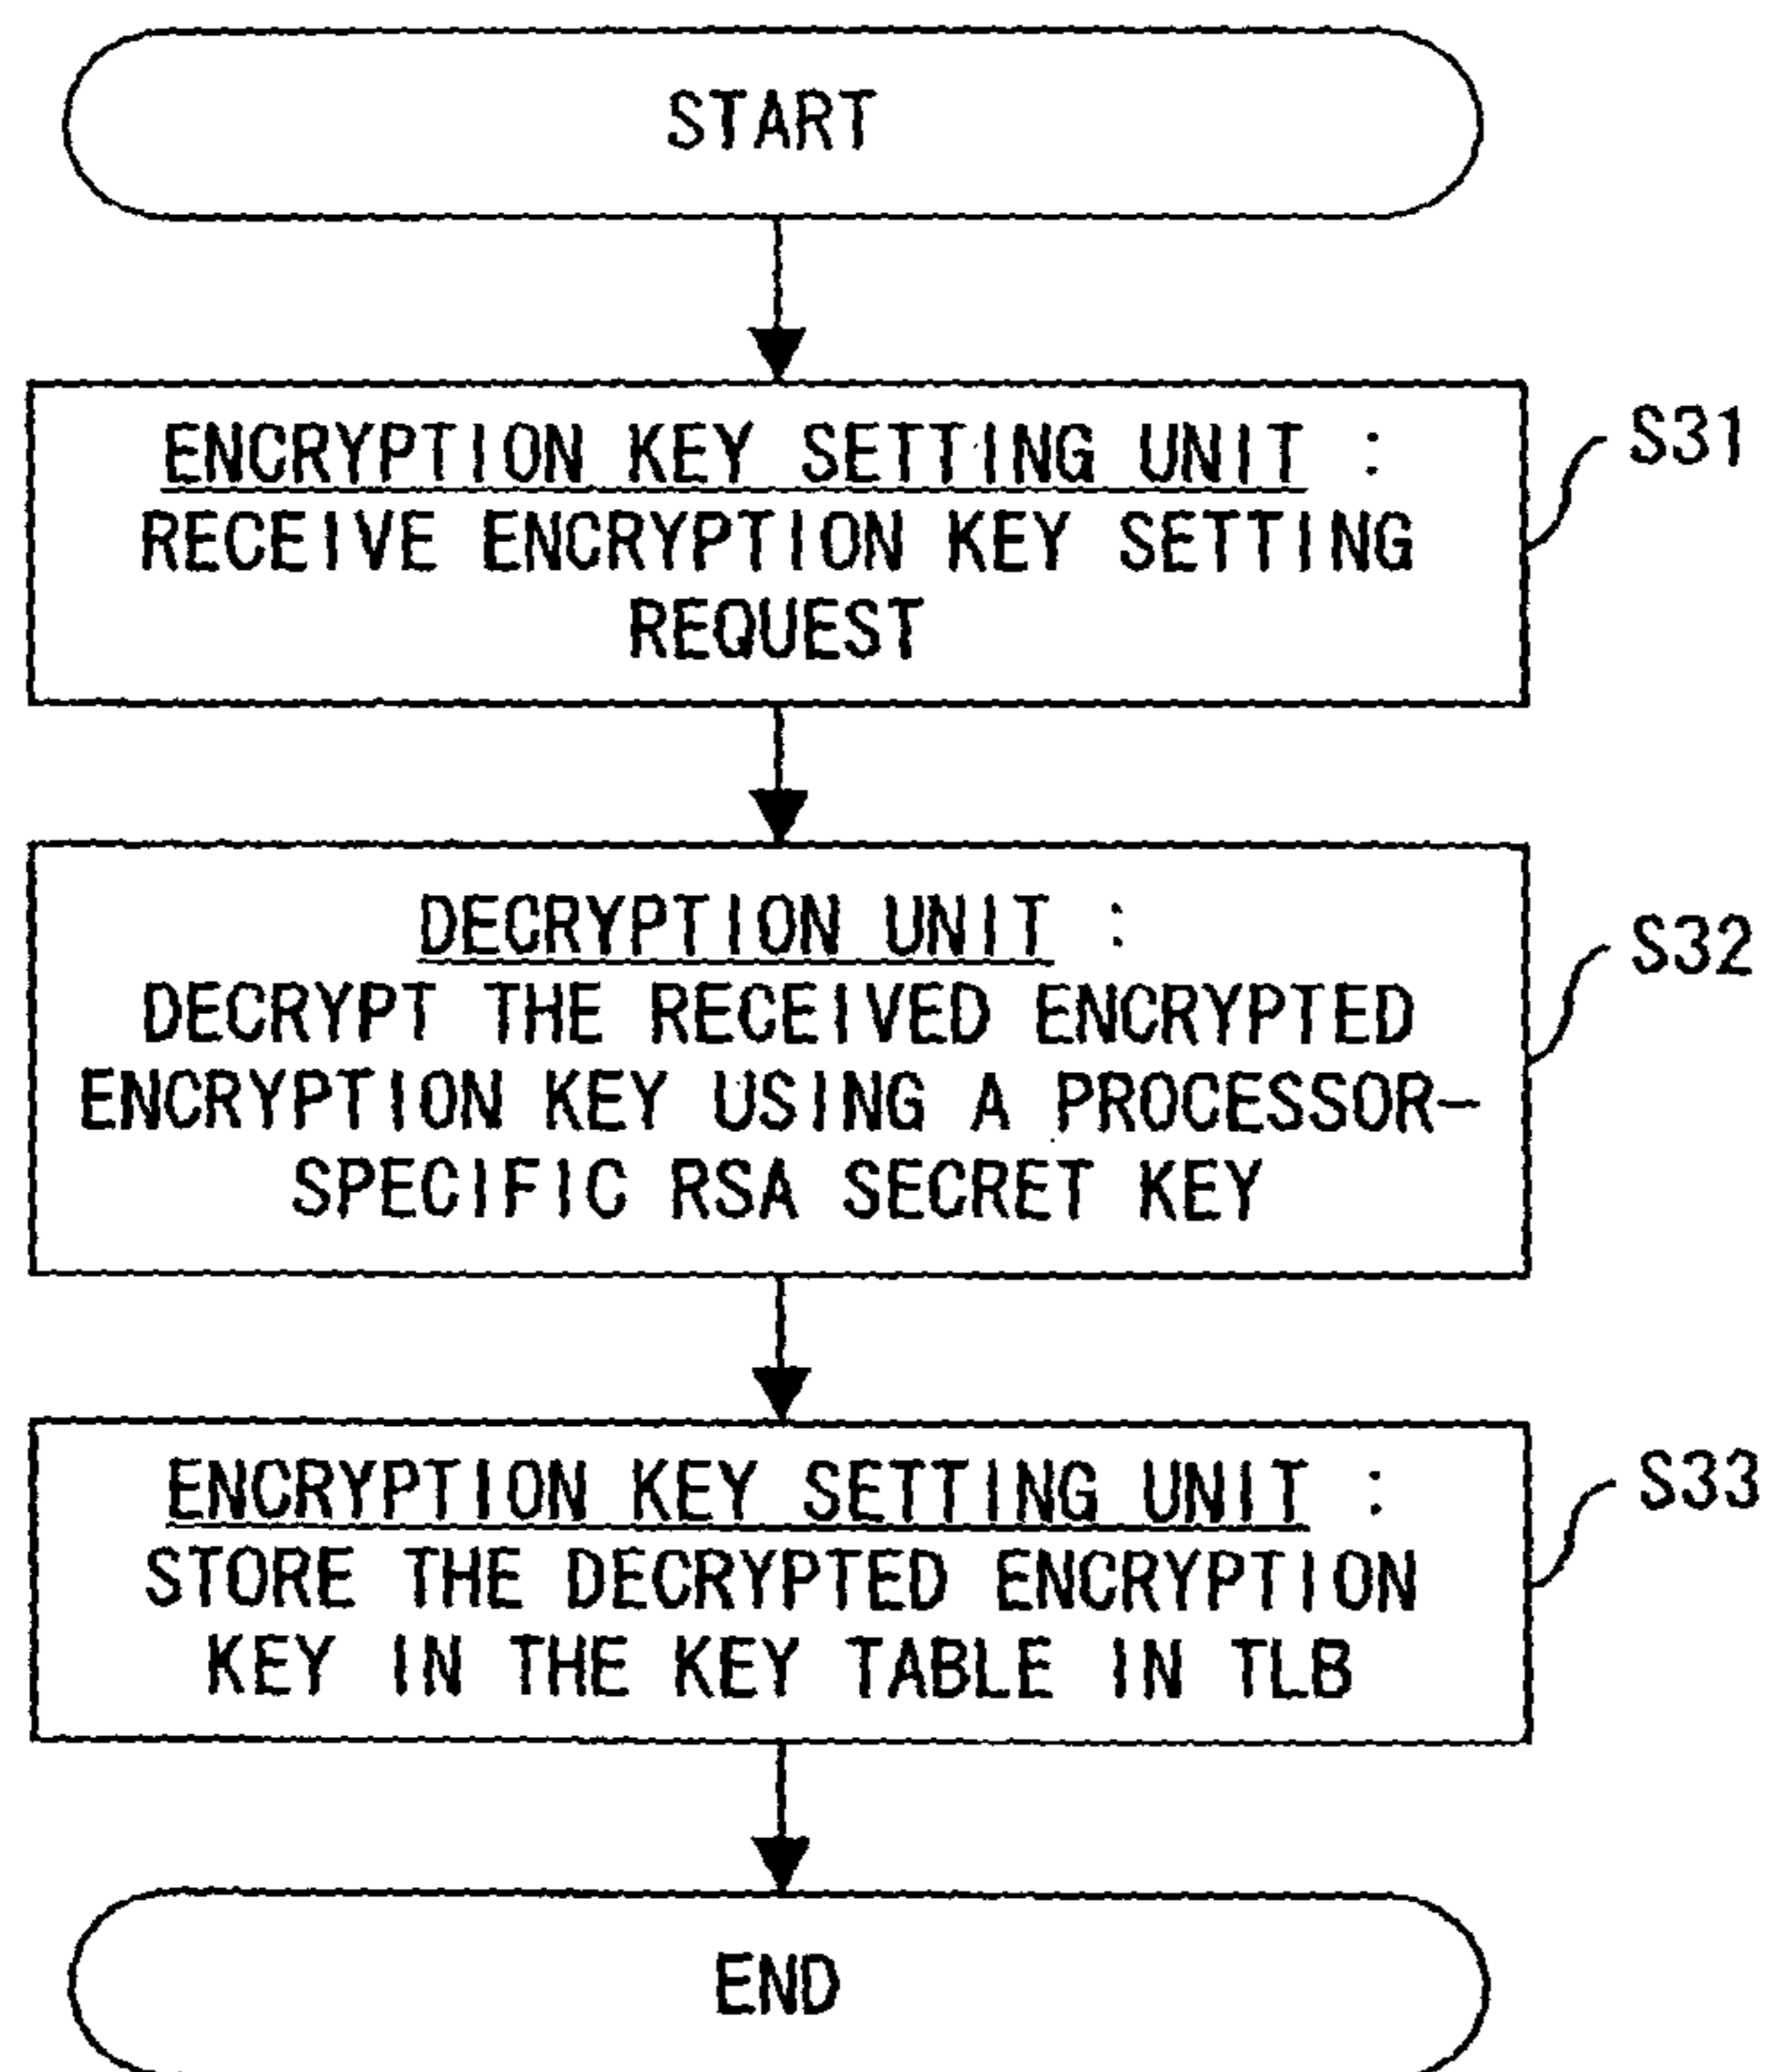 START
ENCRYPTION KEY SETTING UNIT :
RECEIVE ENCRYPTION KEY SETTING
REQUEST
S31
DECRYPTION UNIT :
DECRYPT THE RECEIVED ENCRYPTED
ENCRYPTION KEY USING A PROCESSOR-
SPECIFIC RSA SECRET KEY
S32
ENCRYPTION KEY SETTING UNIT :
STORE THE DECRYPTED ENCRYPTION
KEY IN THE KEY TABLE IN TLB
S33
END